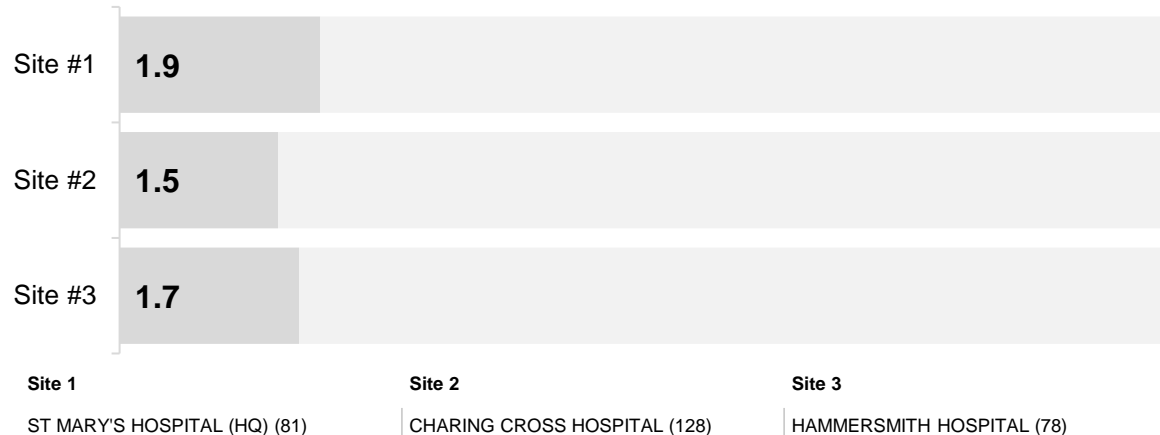 Site #1 1.9
Site #2 1.5
Site #3 1.7
Site 1 Site 2 Site 3
ST MARY'S HOSPITAL (HQ) (81) CHARING CROSS HOSPITAL (128) HAMMERSMITH HOSPITAL (78)